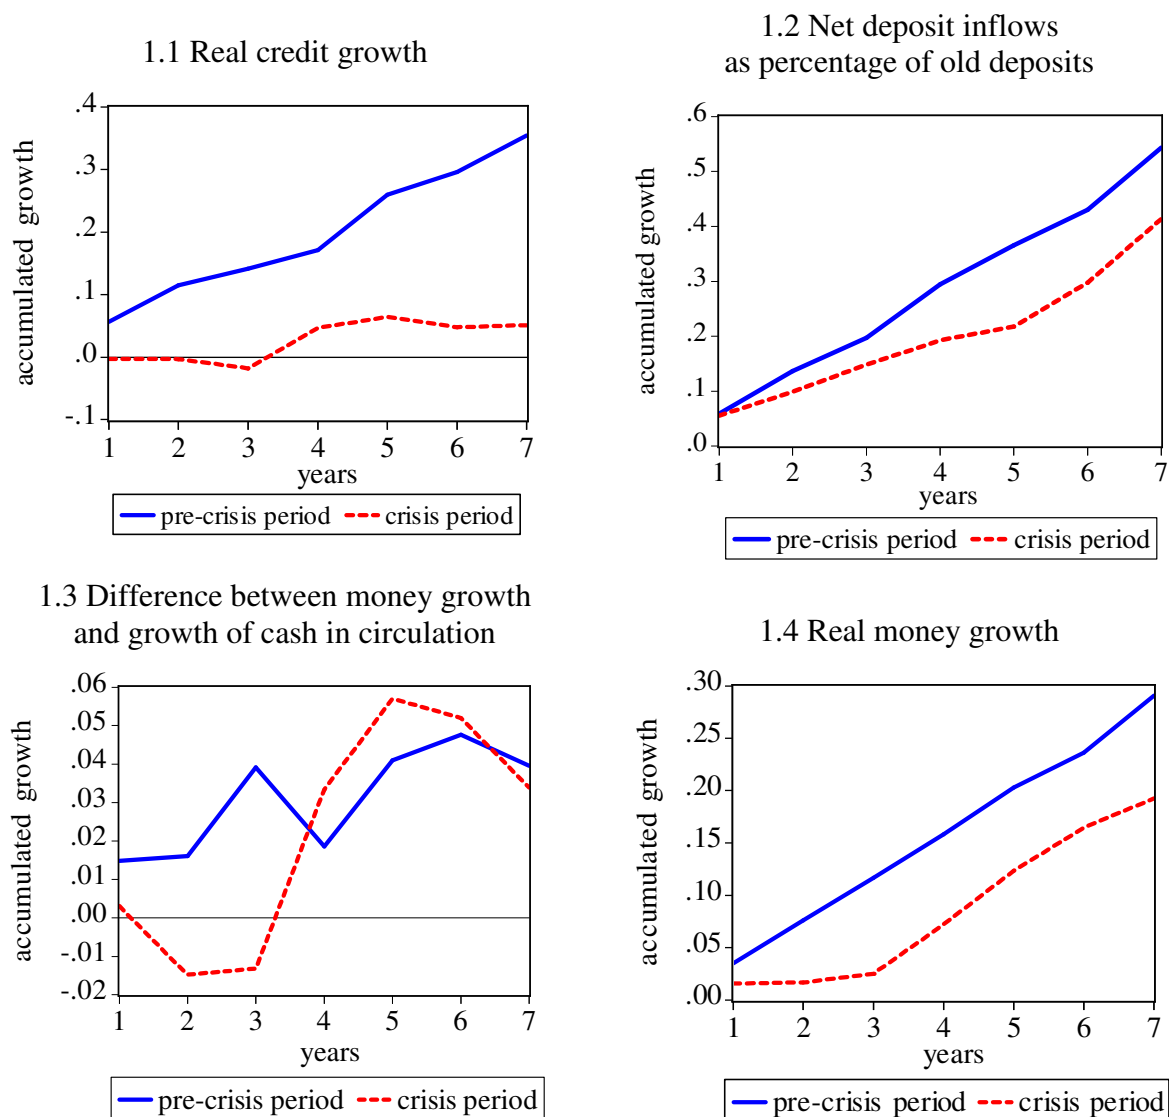 1.1 Real credit growth
accumulated growth
.4
.3
.2
.1
.0
-.1
1 2 3 4 5 6 7
years
pre-crisis period crisis period
1.2 Net deposit inflows
as percentage of old deposits
accumulated growth
.6
.5
.4
.3
.2
.1
.0
1 2 3 4 5 6 7
years
pre-crisis period crisis period
1.3 Difference between money growth
and growth of cash in circulation
accumulated growth
.06
.05
.04
.03
.02
.01
.00
-.01
-.02
1 2 3 4 5 6 7
years
pre-crisis period crisis period
1.4 Real money growth
accumulated growth
.30
.25
.20
.15
.10
.05
.00
1 2 3 4 5 6 7
years
pre-crisis period crisis period